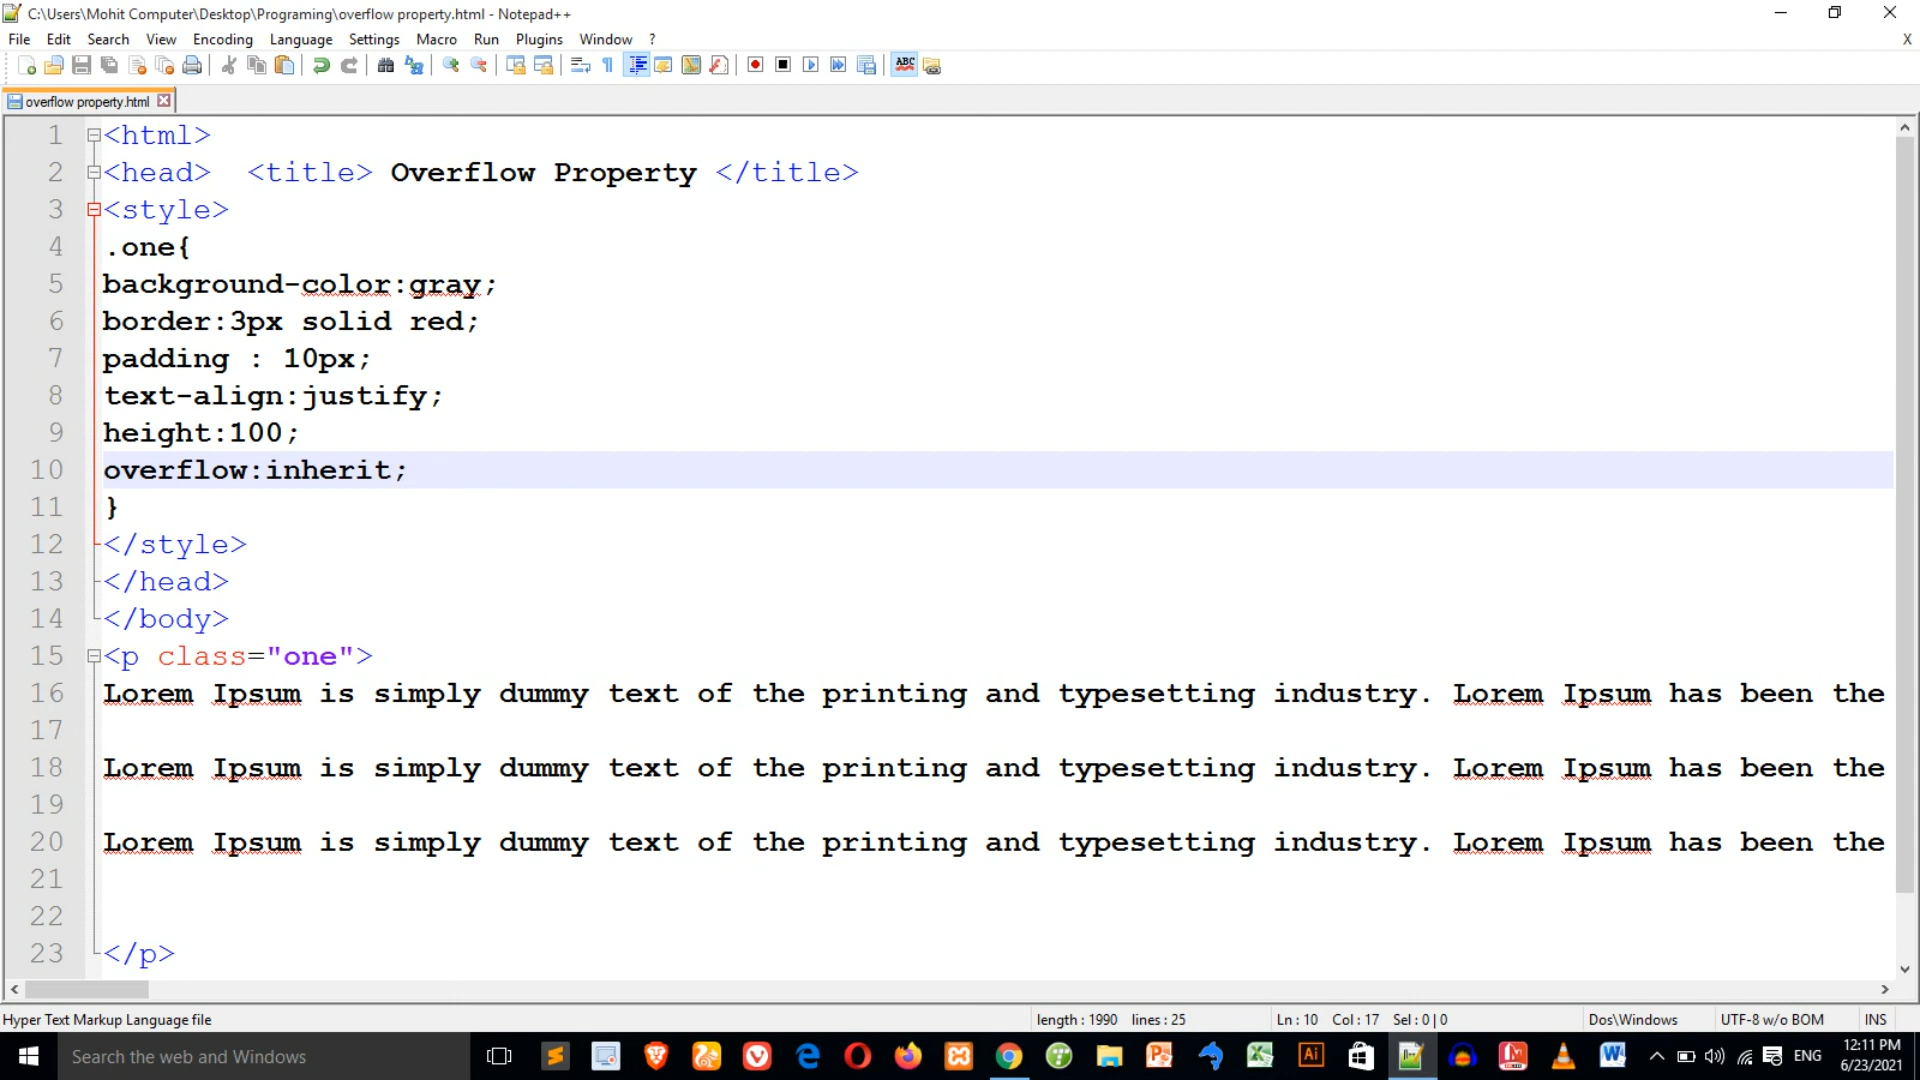 C:\Users\Mohit Computer\Desktop\Programing\overflow property.html - Notepad++
File Edit Search View Encoding Language Settings Macro Run Plugins Window ? X
ABC
overflow property.html
1 <html>
2 <head>  <title> Overflow Property </title>
3 <style>
4 .one{
5 background-color:gray;
6 border:3px solid red;
7 padding : 10px;
8 text-align:justify;
9 height:100;
10 overflow:inherit;
11 }
12 </style>
13 </head>
14 </body>
15 <p class="one">
16 Lorem Ipsum is simply dummy text of the printing and typesetting industry. Lorem Ipsum has been the
17
18 Lorem Ipsum is simply dummy text of the printing and typesetting industry. Lorem Ipsum has been the
19
20 Lorem Ipsum is simply dummy text of the printing and typesetting industry. Lorem Ipsum has been the
21
22
23 </p>
Hyper Text Markup Language file length : 1990 lines : 25 Ln : 10 Col : 17 Sel : 0 | 0 Dos\Windows UTF-8 w/o BOM INS
Search the web and Windows Ai ENG 12:11 PM
6/23/2021